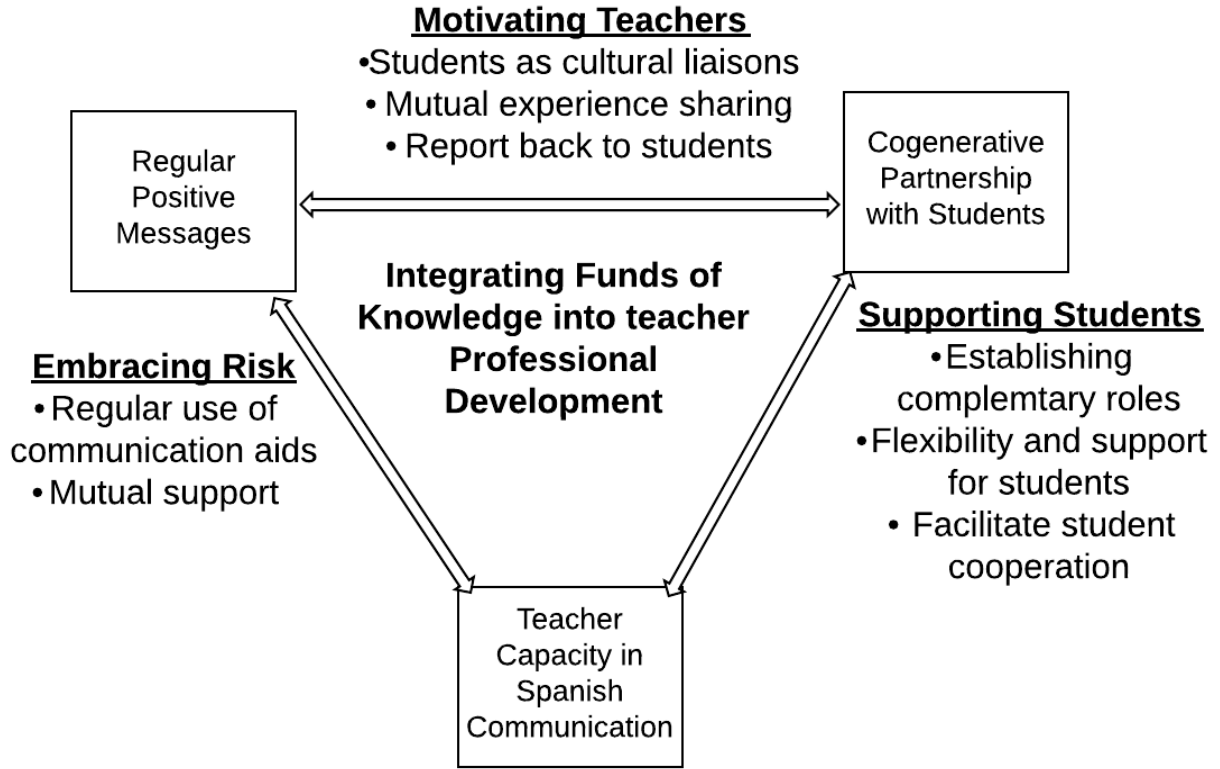 Motivating Teachers
•Students as cultural liaisons
• Mutual experience sharing
• Report back to students
Regular
Positive
Messages
Cogenerative
Partnership
with Students
Integrating Funds of
Knowledge into teacher
Professional
Development
Embracing Risk
•Regular use of
communication aids
•Mutual support
Supporting Students
•Establishing
complemtary roles
•Flexibility and support
for students
• Facilitate student
cooperation
Teacher
Capacity in
Spanish
Communication